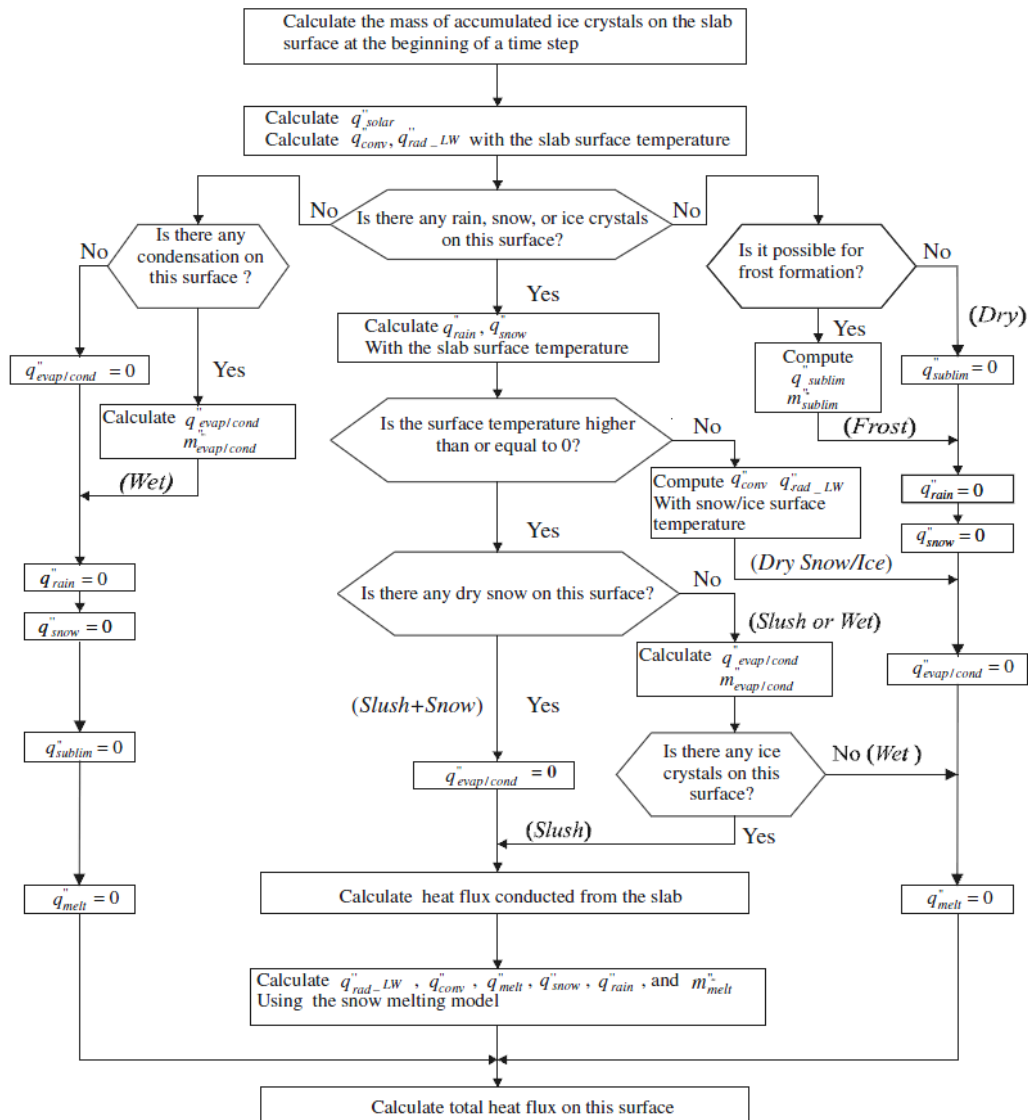 Calculate the mass of accumulated ice crystals on the slab
surface at the beginning of a time step
Calculate q"solar
Calculate q"conv, q"rad_LW with the slab surface temperature
No
Is there any rain, snow, or ice crystals
on this surface?
No
No
Is there any
condensation on
this surface ?
Is it possible for
frost formation?
No
Yes
Calculate q"rain, q"snow
With the slab surface temperature
Yes
(Dry)
q"evap/cond = 0
Yes
Compute
q"sublim
m"sublim
q"sublim = 0
Calculate q"evap/cond
m"evap/cond
Is the surface temperature higher
than or equal to 0?
No
(Frost)
(Wet)
Compute q"conv q"rad_LW
With snow/ice surface
temperature
q"rain = 0
q"snow = 0
Yes
(Dry Snow/Ice)
q"rain = 0
Is there any dry snow on this surface?
No
q"snow = 0
(Slush or Wet)
Calculate q"evap/cond
m"evap/cond
q"evap/cond = 0
(Slush+Snow)
Yes
q"sublim = 0
Is there any ice
crystals on this
surface?
No (Wet)
q"evap/cond = 0
(Slush)
Yes
q"melt = 0
Calculate heat flux conducted from the slab
q"melt = 0
Calculate q"rad_LW , q"conv , q"melt , q"snow , q"rain , and m"melt
Using the snow melting model
Calculate total heat flux on this surface